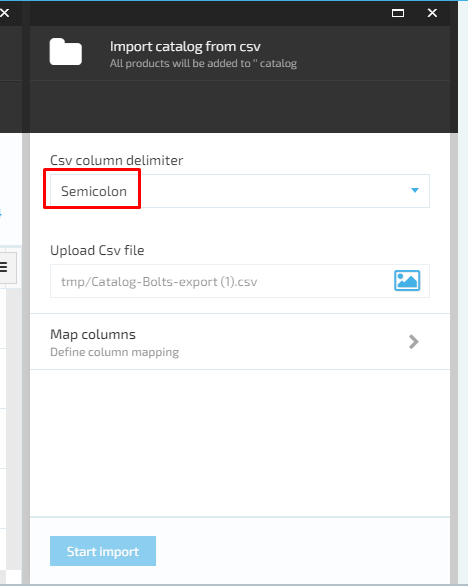 Import catalog from csv
All products will be added to '' catalog
Csv column delimiter
Semicolon
Upload Csv file
tmp/Catalog-Bolts-export (1).csv
Map columns
Define column mapping
Start import